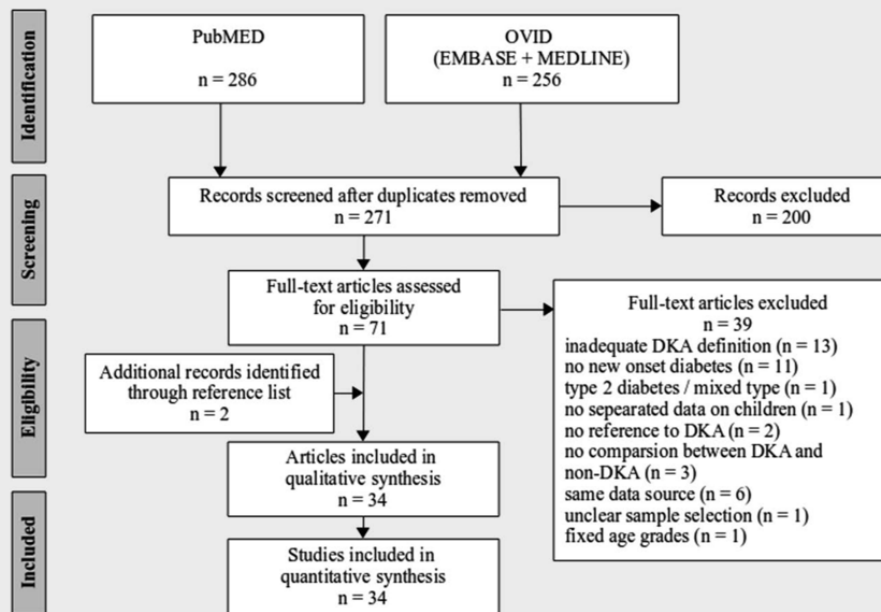 Identification
PubMED
n = 286
OVID
(EMBASE + MEDLINE)
n = 256
Screening
Records screened after duplicates removed
n = 271
Records excluded
n = 200
Full-text articles assessed
for eligibility
n = 71
Eligibility
Additional records identified
through reference list
n = 2
Full-text articles excluded
n = 39
inadequate DKA definition (n = 13)
no new onset diabetes (n = 11)
type 2 diabetes / mixed type (n = 1)
no sepearated data on children (n = 1)
no reference to DKA (n = 2)
no comparsion between DKA and
non-DKA (n = 3)
same data source (n = 6)
unclear sample selection (n = 1)
fixed age grades (n = 1)
Articles included in
qualitative synthesis
n = 34
Included
Studies included in
quantitative synthesis
n = 34